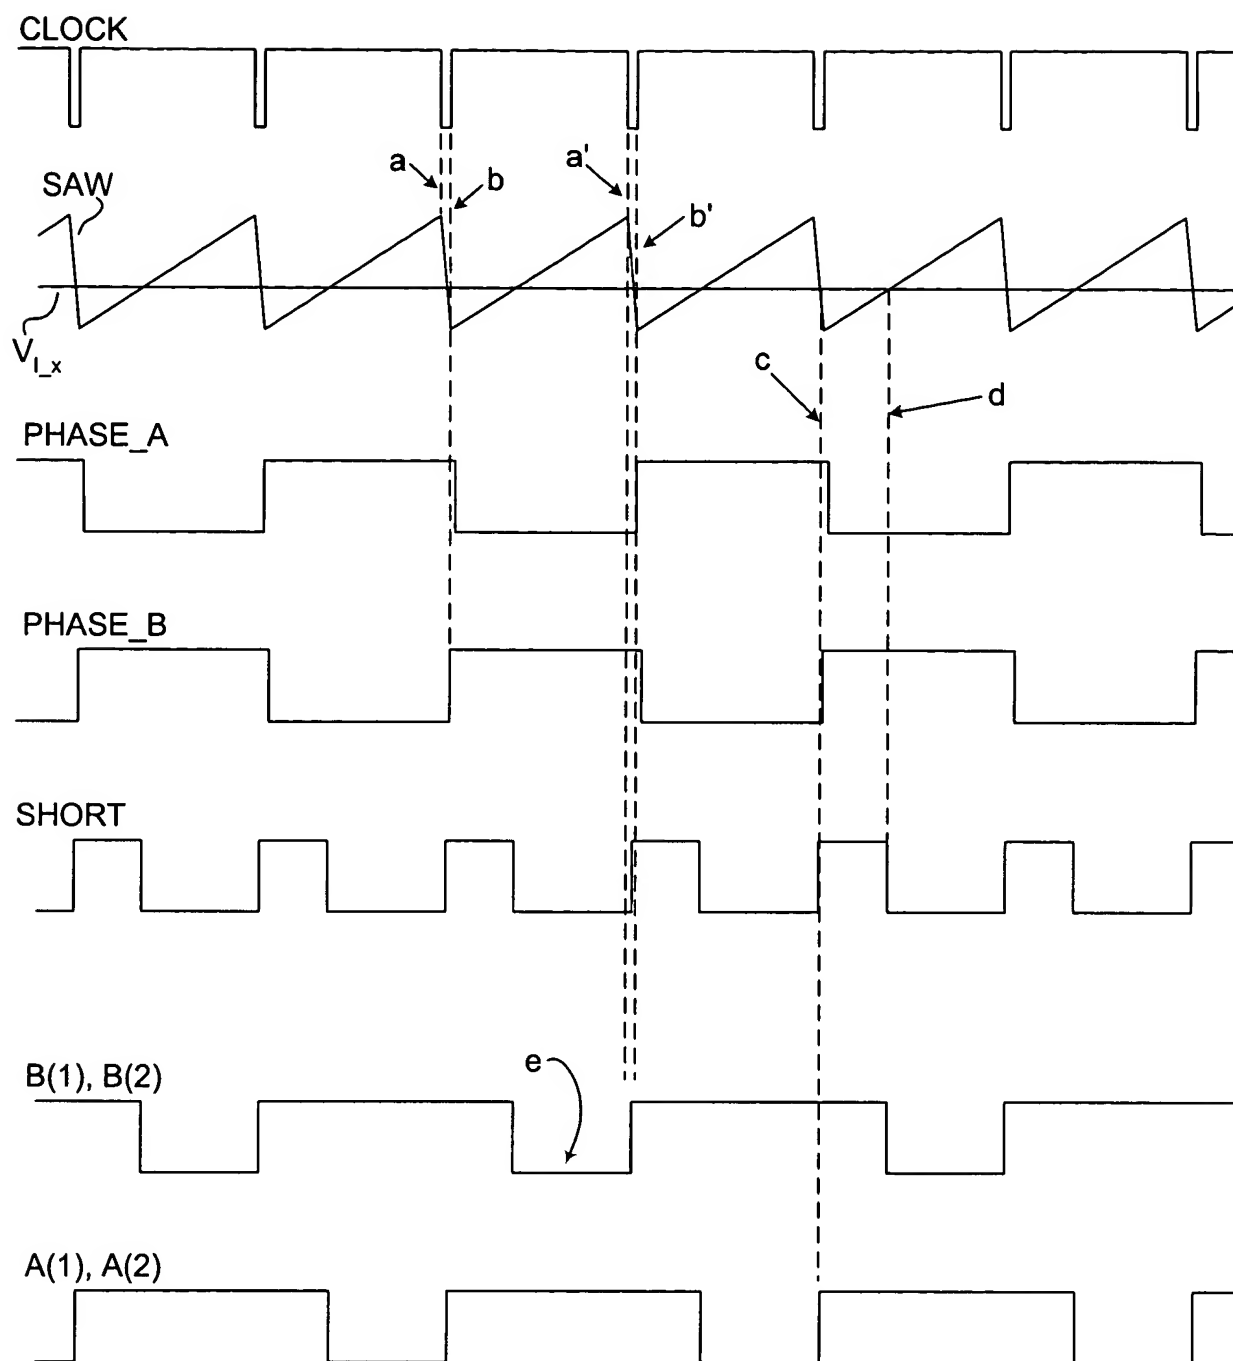 CLOCK
a
a'
b
SAW
b'
V_I_x
c
d
PHASE_A
PHASE_B
SHORT
e
B(1), B(2)
A(1), A(2)